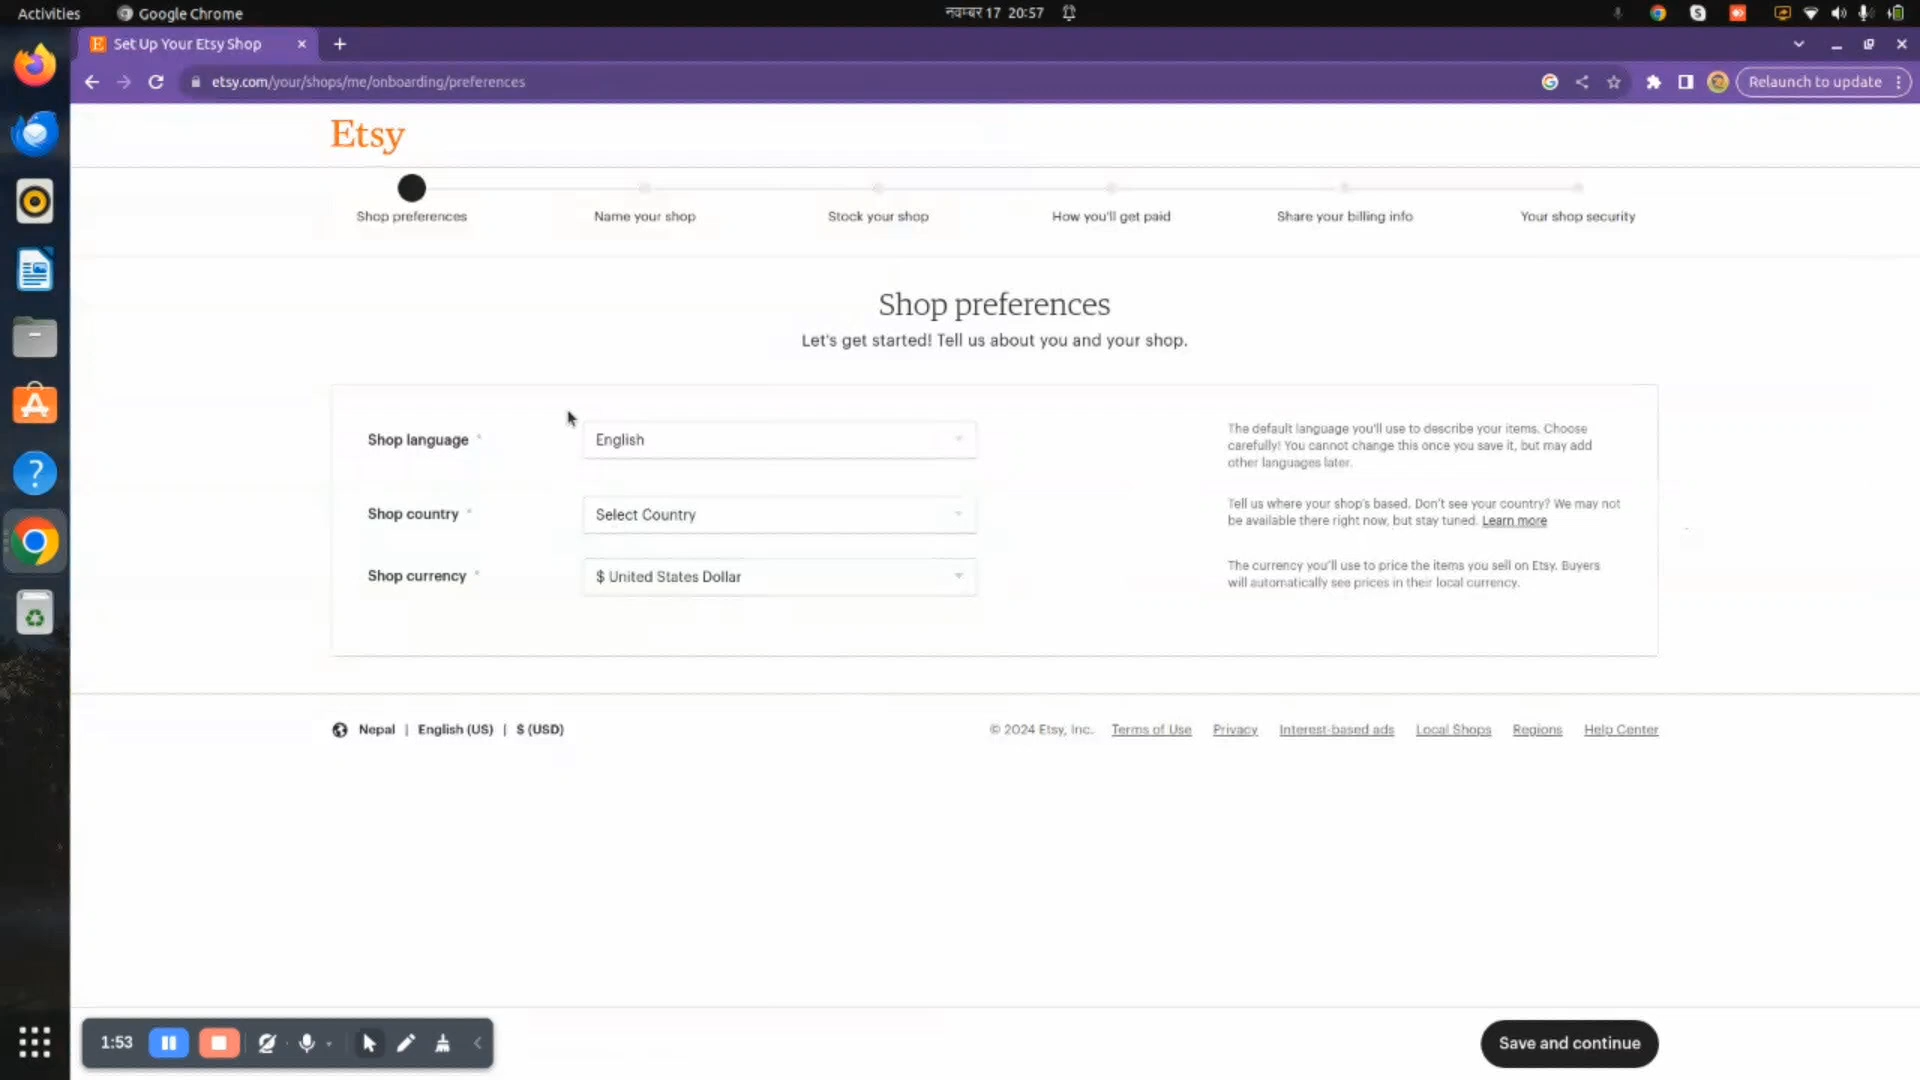 Activities
Google Chrome
नवम्बर 17 20:57
Set Up Your Etsy Shop
etsy.com/your/shops/me/onboarding/preferences
Relaunch to update
Etsy
Shop preferences
Name your shop
Stock your shop
How you'll get paid
Share your billing info
Your shop security
Shop preferences
Let's get started! Tell us about you and your shop.
Shop language *
English
The default language you'll use to describe your items. Choose
carefully! You cannot change this once you save it, but may add
other languages later.
Shop country *
Select Country
Tell us where your shop's based. Don't see your country? We may not
be available there right now, but stay tuned. Learn more
Shop currency *
$ United States Dollar
The currency you'll use to price the items you sell on Etsy. Buyers
will automatically see prices in their local currency.
Nepal | English (US) | $ (USD)
© 2024 Etsy, Inc. Terms of Use Privacy Interest-based ads Local Shops Regions Help Center
1:53
Save and continue